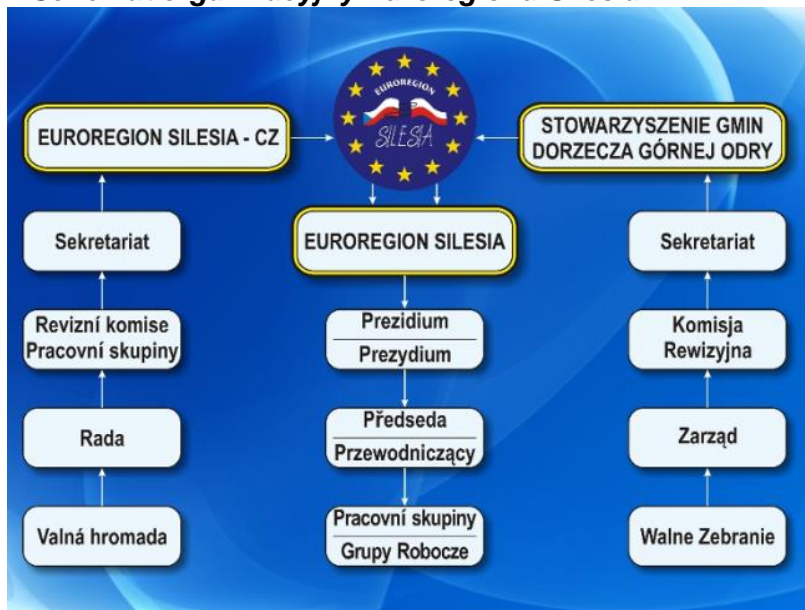 EUROREGION
SILESIA
EUROREGION SILESIA - CZ
STOWARZYSZENIE GMIN
DORZECZA GÓRNEJ ODRY
Sekretariat
EUROREGION SILESIA
Sekretariat
Revizní komise
Pracovní skupiny
Prezidium
Prezydium
Komisja
Rewizyjna
Rada
Předseda
Przewodniczący
Zarząd
Valná hromada
Pracovní skupiny
Grupy Robocze
Walne Zebranie